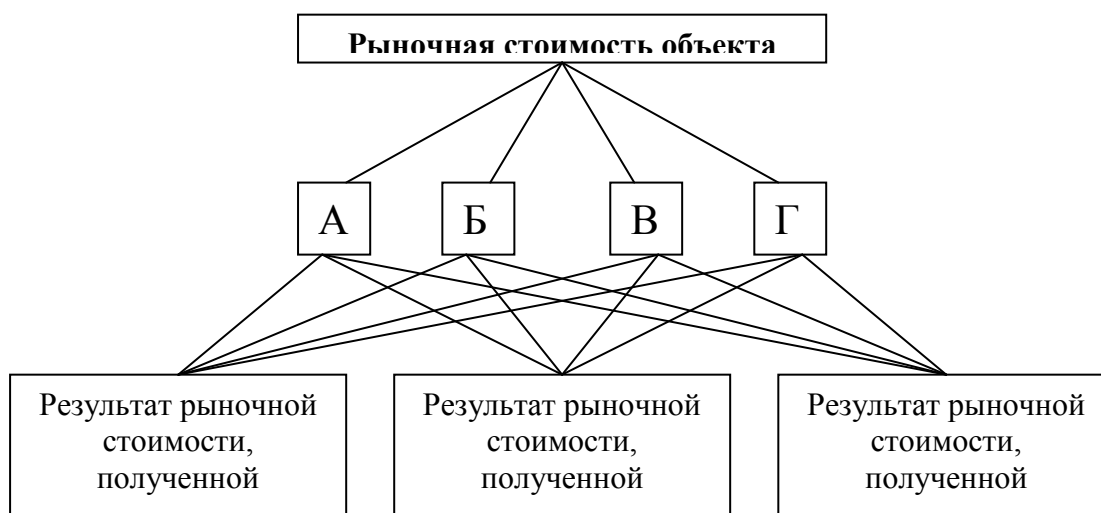 Рыночная стоимость объекта
А Б В Г
Результат рыночной
стоимости,
полученной
Результат рыночной
стоимости,
полученной
Результат рыночной
стоимости,
полученной